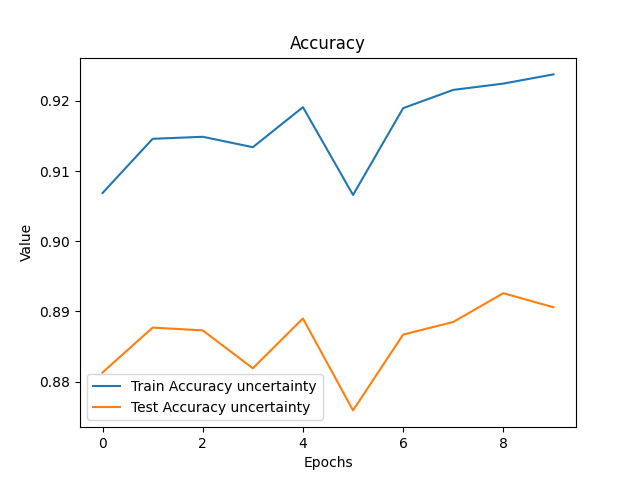 Accuracy
0.92
0.91
0.90
0.89
0.88
Value
Train Accuracy uncertainty
Test Accuracy uncertainty
0 2 4 6 8
Epochs